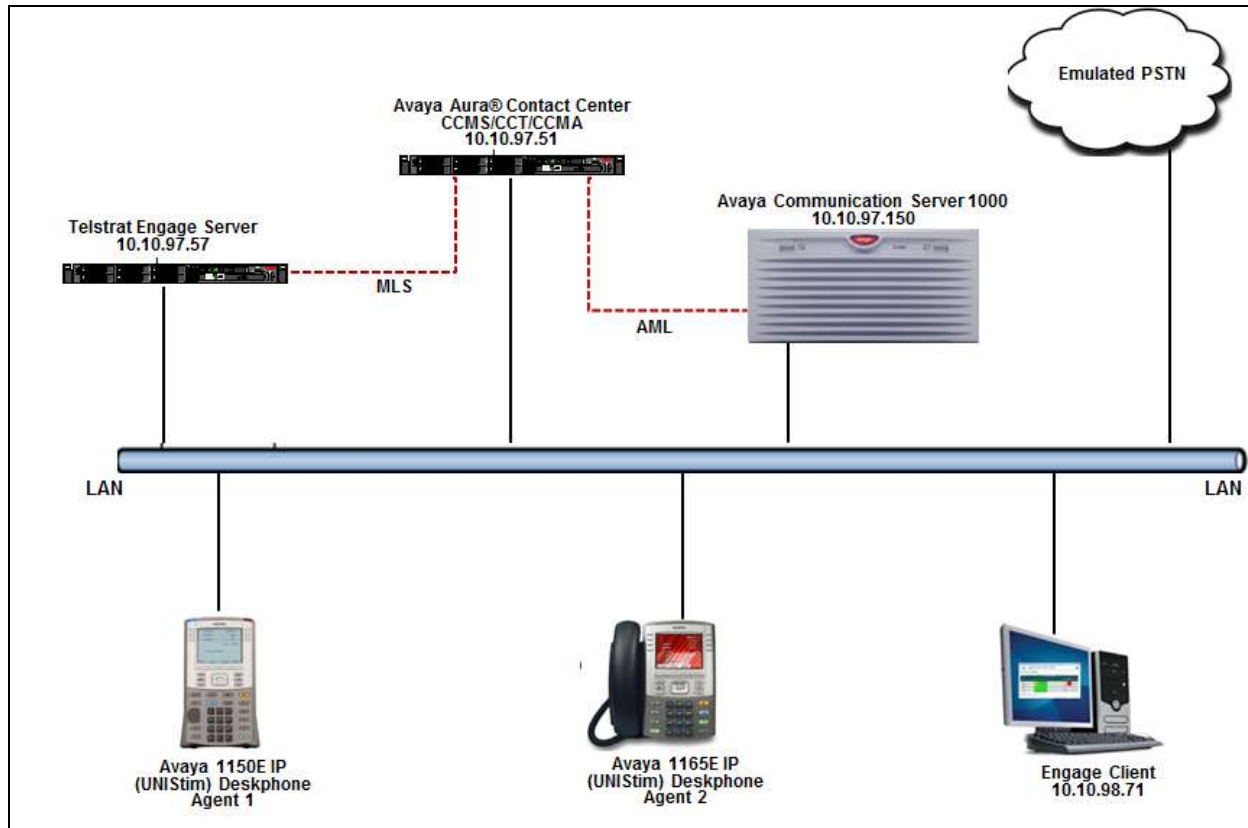 Emulated PSTN
Avaya Aura® Contact Center
CCMS/CCT/CCMA
10.10.97.51
Avaya Communication Server 1000
10.10.97.150
Telstrat Engage Server
10.10.97.57
MLS
AML
LAN
LAN
Avaya 1150E IP
(UNIStim) Deskphone
Agent 1
Avaya 1165E IP
(UNIStim) Deskphone
Agent 2
Engage Client
10.10.98.71